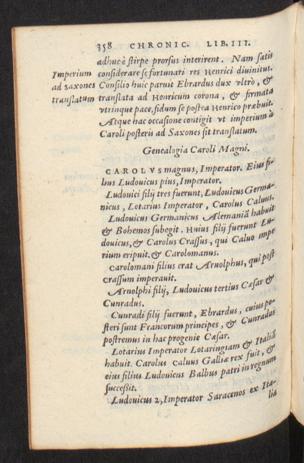 358 CHRONIC. LIB. III.
adhuc è stirpe prorsus interirent. Nam satis
Imperium considerare se, fortunari res Henrici diuinitus.
ad saxones Consilio huic paruit Ebrardus dux vltrò, &
translatum translata ad Henricum corona, & firmata
vtrinque pace, fidum se postea Henrico præbuit.
Atque hac occasione contigit vt imperium à
Caroli posteris ad Saxones sit translatum.
Genealogia Caroli Magni.
CAROLVS magnus, Imperator. Eius fi-
lius Ludouicus pius, Imperator.
Ludouici filij tres fuerunt, Ludouicus Germa-
nicus, Lotarius Imperator, Carolus Caluus.
Ludouicus Germanicus Alemaniā habuit
& Bohemos subegit. Huius filij fuerunt Lu-
douicus, & Carolus Crassus, qui Caluo impe
rium eripuit, & Carolomanus.
Carolomani filius erat Arnolphus, qui post
crassum imperauit.
Arnolphi filij, Ludouicus tertius Cæsar &
Cunradus.
Cunradi filij fuerunt, Ebrardus, cuius po-
steri sunt Francorum principes, & Cunradus
postremus in hac progenie Cæsar.
Lotarius Imperator Lotaringiam & Italiā
habuit. Carolus caluus Galliæ rex fuit, &
eius filius Ludouicus Balbus patri in regnum
successit.
Ludouicus 2, Imperator Saracenos ex Ita-
lia